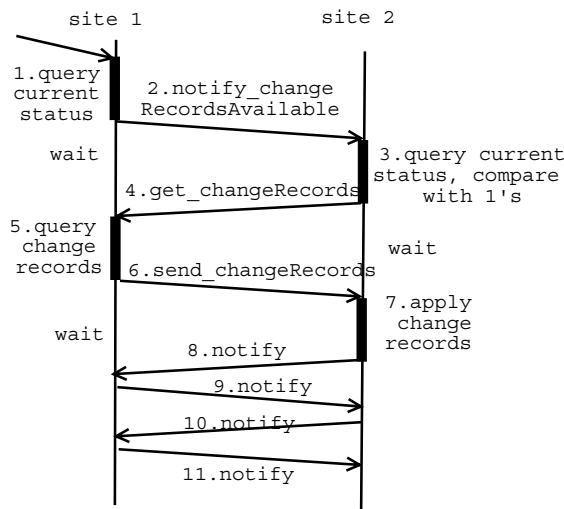 site 1
site 2
1.query
current
status
2.notify_change
RecordsAvailable
wait
3.query current
status, compare
with 1's
4.get_changeRecords
5.query
change
records
wait
6.send_changeRecords
7.apply
change
records
wait
8.notify
9.notify
10.notify
11.notify